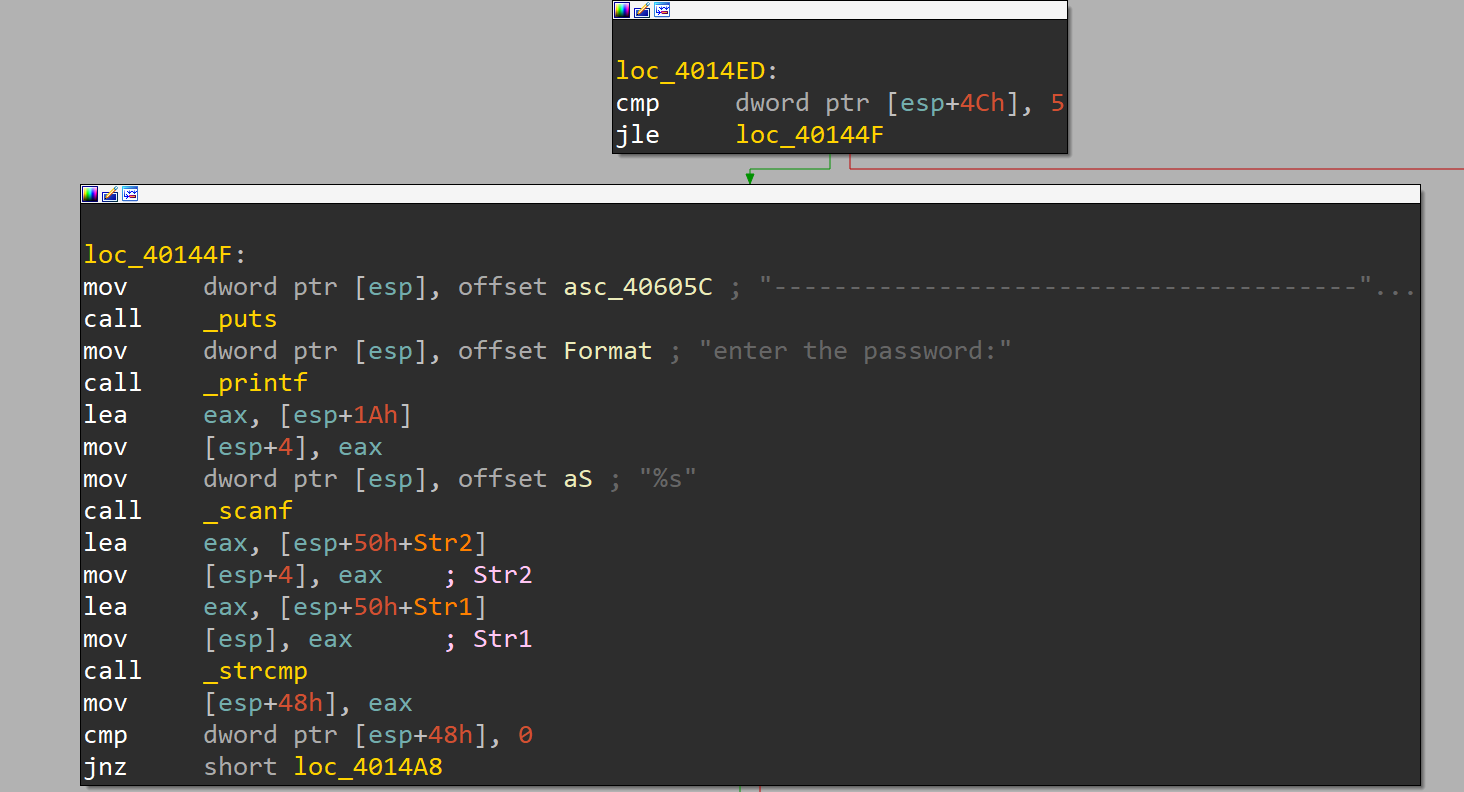 loc_4014ED:
cmp dword ptr [esp+4Ch], 5
jle loc_40144F
loc_40144F:
mov dword ptr [esp], offset asc_40605C ; "---------------------------------------"...
call _puts
mov dword ptr [esp], offset Format ; "enter the password:"
call _printf
lea eax, [esp+1Ah]
mov [esp+4], eax
mov dword ptr [esp], offset aS ; "%s"
call _scanf
lea eax, [esp+50h+Str2]
mov [esp+4], eax ; Str2
lea eax, [esp+50h+Str1]
mov [esp], eax ; Str1
call _strcmp
mov [esp+48h], eax
cmp dword ptr [esp+48h], 0
jnz short loc_4014A8